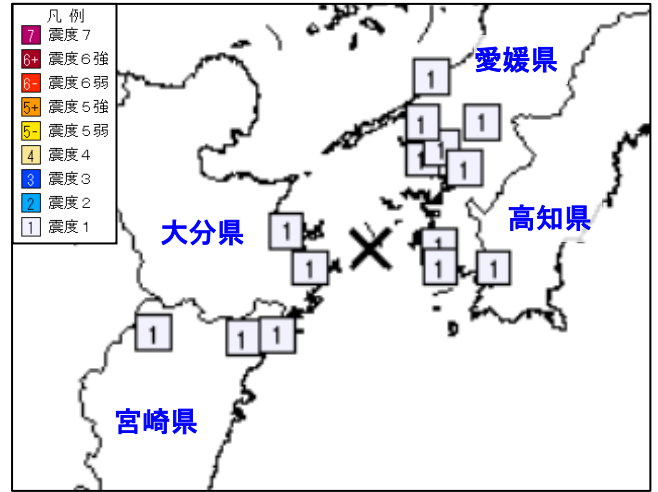 凡 例
7 震度７
6+ 震度６強
6- 震度６弱
5+ 震度５強
5- 震度５弱
4 震度４
3 震度３
2 震度２
1 震度１
愛媛県
1
1
1
1
1
1
高知県
大分県
1
1
1
1
1
1
1
1
宮崎県